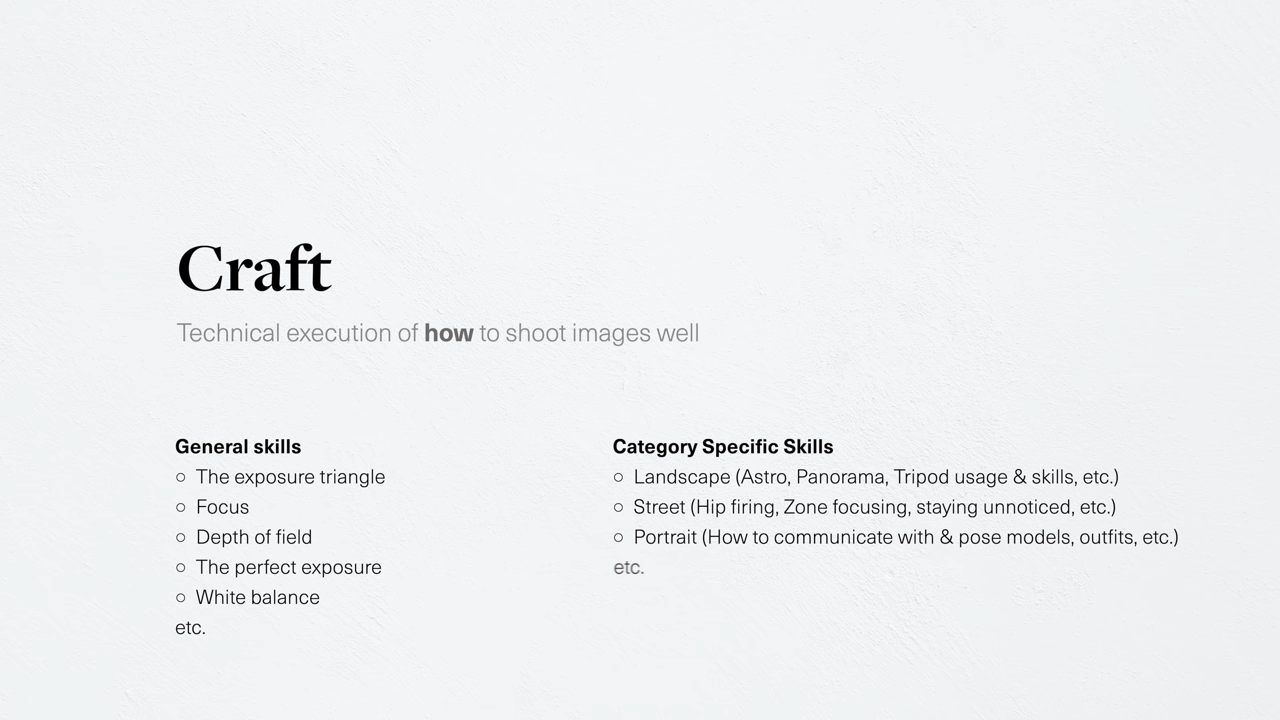 Craft
Technical execution of how to shoot images well
General skills
○ The exposure triangle
○ Focus
○ Depth of field
○ The perfect exposure
○ White balance
etc.
Category Specific Skills
○ Landscape (Astro, Panorama, Tripod usage & skills, etc.)
○ Street (Hip firing, Zone focusing, staying unnoticed, etc.)
○ Portrait (How to communicate with & pose models, outfits, etc.)
etc.